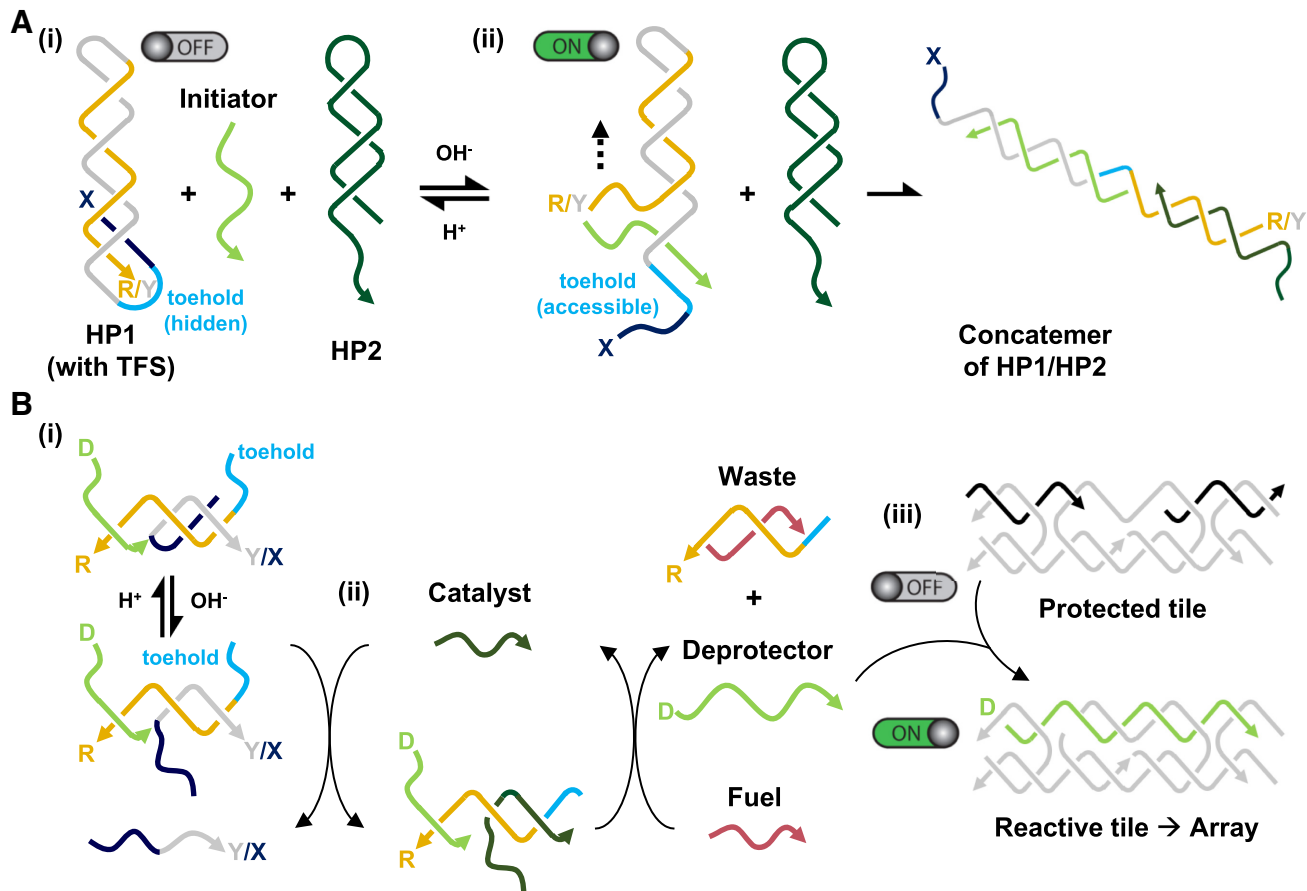 A
(i)
OFF
Initiator
X
+
+
R/Y
toehold
(hidden)
HP1
(with TFS)
HP2
OH-
H+
(ii)
ON
R/Y
+
toehold
(accessible)
X
X
R/Y
Concatemer
of HP1/HP2
B
(i)
D
toehold
R
Y/X
H+
OH-
D
toehold
R
Y/X
Y/X
(ii)
Catalyst
D
R
Waste
R
+
Deprotector
D
Fuel
(iii)
OFF
Protected tile
D
ON
Reactive tile → Array